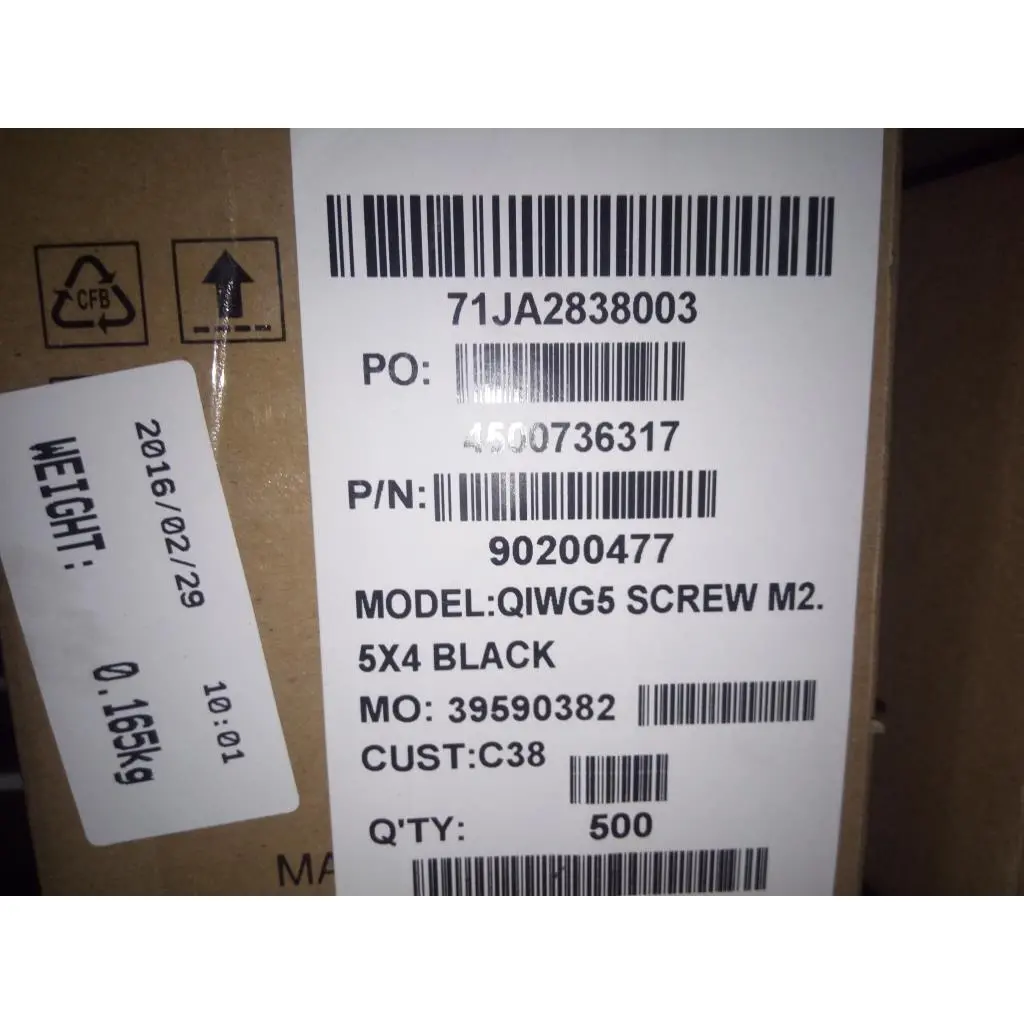 CFB
71JA2838003
PO:
4500736317
P/N:
90200477
MODEL:QIWG5 SCREW M2.
5X4 BLACK
MO: 39590382
CUST:C38
Q'TY: 500
2016/02/29 10:01
WEIGHT: 0.165kg
MA